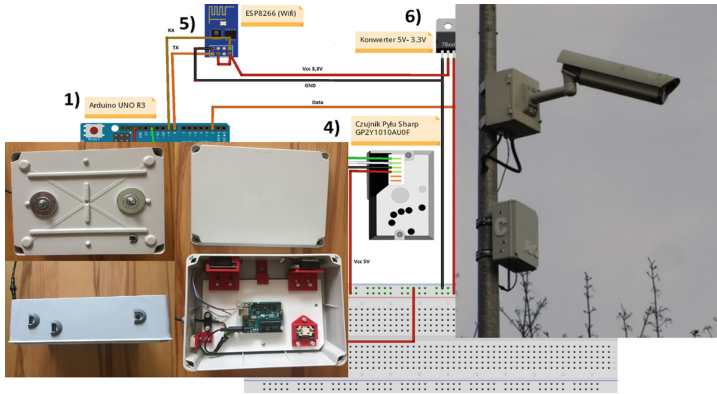 5)
ESP8266 (Wifi)
6)
RX
TX
Konwerter 5V- 3.3V
78xxl
Vcc 3,3V
GND
1)
Arduino UNO R3
Data
4)
Czujnik Pyłu Sharp
GP2Y1010AU0F
Vcc 5V